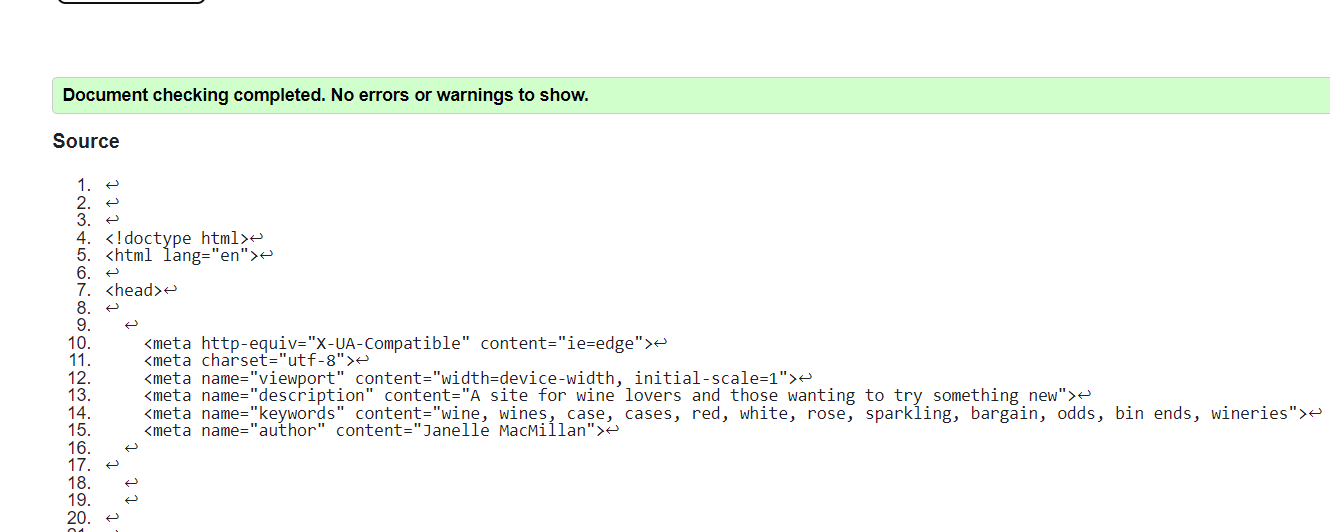 Document checking completed. No errors or warnings to show.
Source
1. ↩
2. ↩
3. ↩
4. <!doctype html>↩
5. <html lang="en">↩
6. ↩
7. <head>↩
8. ↩
9. ↩
10. <meta http-equiv="X-UA-Compatible" content="ie=edge">↩
11. <meta charset="utf-8">↩
12. <meta name="viewport" content="width=device-width, initial-scale=1">↩
13. <meta name="description" content="A site for wine lovers and those wanting to try something new">↩
14. <meta name="keywords" content="wine, wines, case, cases, red, white, rose, sparkling, bargain, odds, bin ends, wineries">↩
15. <meta name="author" content="Janelle MacMillan">↩
16. ↩
17. ↩
18. ↩
19. ↩
20. ↩